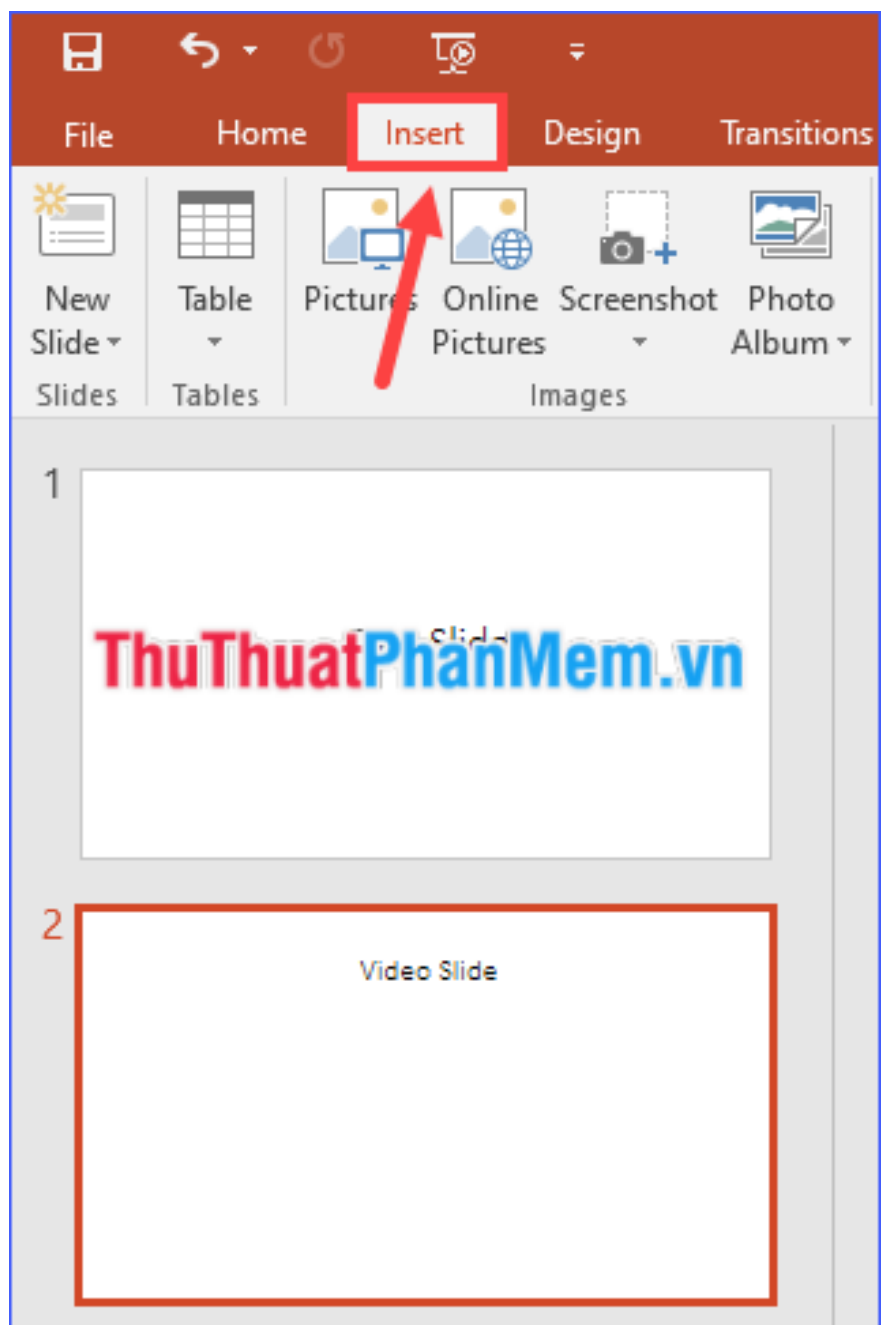 File Home Insert Design Transitions
New Slide Table Pictures Online Pictures Screenshot Photo Album
Slides Tables Images
1
Slide
ThuThuatPhanMem.vn
2
Video Slide